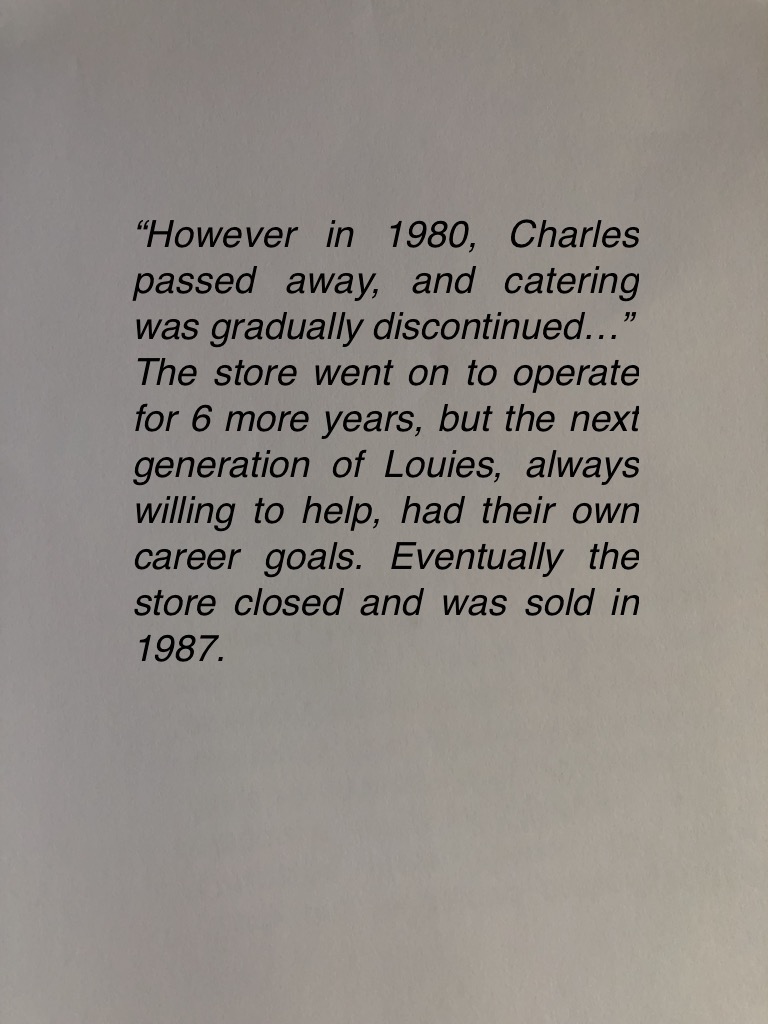 “However in 1980, Charles
passed away, and catering
was gradually discontinued…”
The store went on to operate
for 6 more years, but the next
generation of Louies, always
willing to help, had their own
career goals. Eventually the
store closed and was sold in
1987.